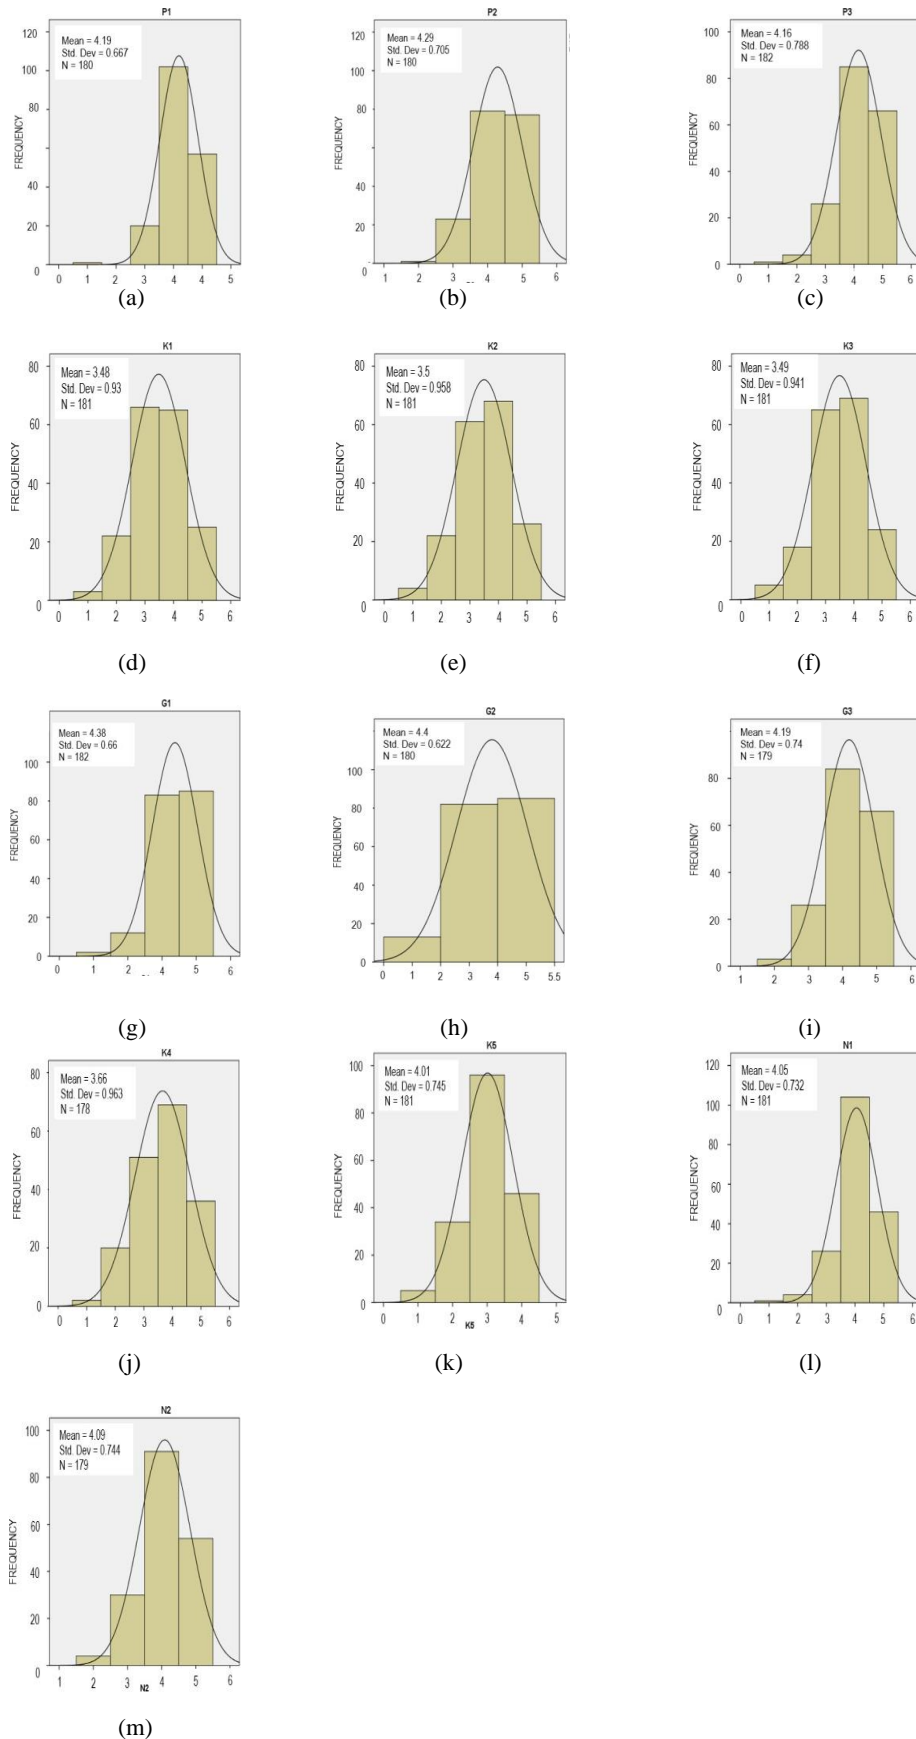 P1
Mean = 4.19
Std. Dev = 0.667
N = 180
FREQUENCY
120
100
80
60
40
20
0
0 1 2 3 4 5
(a)
P2
Mean = 4.29
Std. Dev = 0.705
N = 180
FREQUENCY
120
100
80
60
40
20
0
0 1 2 3 4 5 6
(b)
P3
Mean = 4.16
Std. Dev = 0.788
N = 182
FREQUENCY
100
80
60
40
20
0
0 1 2 3 4 5 6
(c)
K1
Mean = 3.48
Std. Dev = 0.93
N = 181
FREQUENCY
80
60
40
20
0
0 1 2 3 4 5 6
(d)
K2
Mean = 3.5
Std. Dev = 0.958
N = 181
FREQUENCY
80
60
40
20
0
0 1 2 3 4 5 6
(e)
K3
Mean = 3.49
Std. Dev = 0.941
N = 181
FREQUENCY
80
60
40
20
0
0 1 2 3 4 5 6
(f)
G1
Mean = 4.38
Std. Dev = 0.66
N = 182
FREQUENCY
100
80
60
40
20
0
0 1 2 4 5 6
(g)
G2
Mean = 4.4
Std. Dev = 0.622
N = 180
FREQUENCY
100
80
60
40
20
0
0 2 3 4 5 5.5
(h)
G3
Mean = 4.19
Std. Dev = 0.74
N = 179
FREQUENCY
80
60
40
20
0
1 2 3 4 5 6
(i)
K4
Mean = 3.66
Std. Dev = 0.963
N = 178
FREQUENCY
80
60
40
20
0
0 1 2 3 4 5 6
(j)
K5
Mean = 4.01
Std. Dev = 0.745
N = 181
FREQUENCY
100
80
60
40
20
0
0 1 2 3 4 5
K5
(k)
N1
Mean = 4.05
Std. Dev = 0.732
N = 181
FREQUENCY
120
100
80
60
40
20
0
0 1 2 3 4 5 6
(l)
N2
Mean = 4.09
Std. Dev = 0.744
N = 179
FREQUENCY
100
80
60
40
20
0
1 2 3 4 5 6
N2
(m)